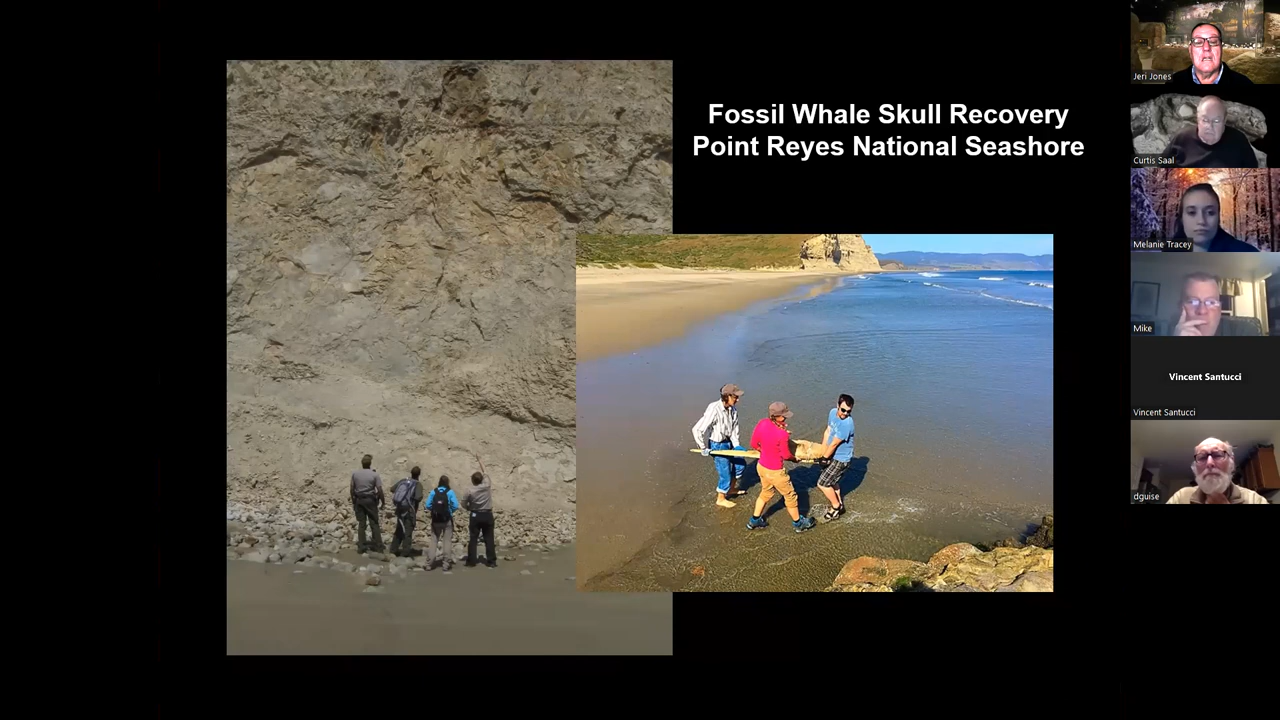 Fossil Whale Skull Recovery
Point Reyes National Seashore
Jeri Jones
Curtis Saal
Melanie Tracey
Mike
Vincent Santucci
Vincent Santucci
dguise